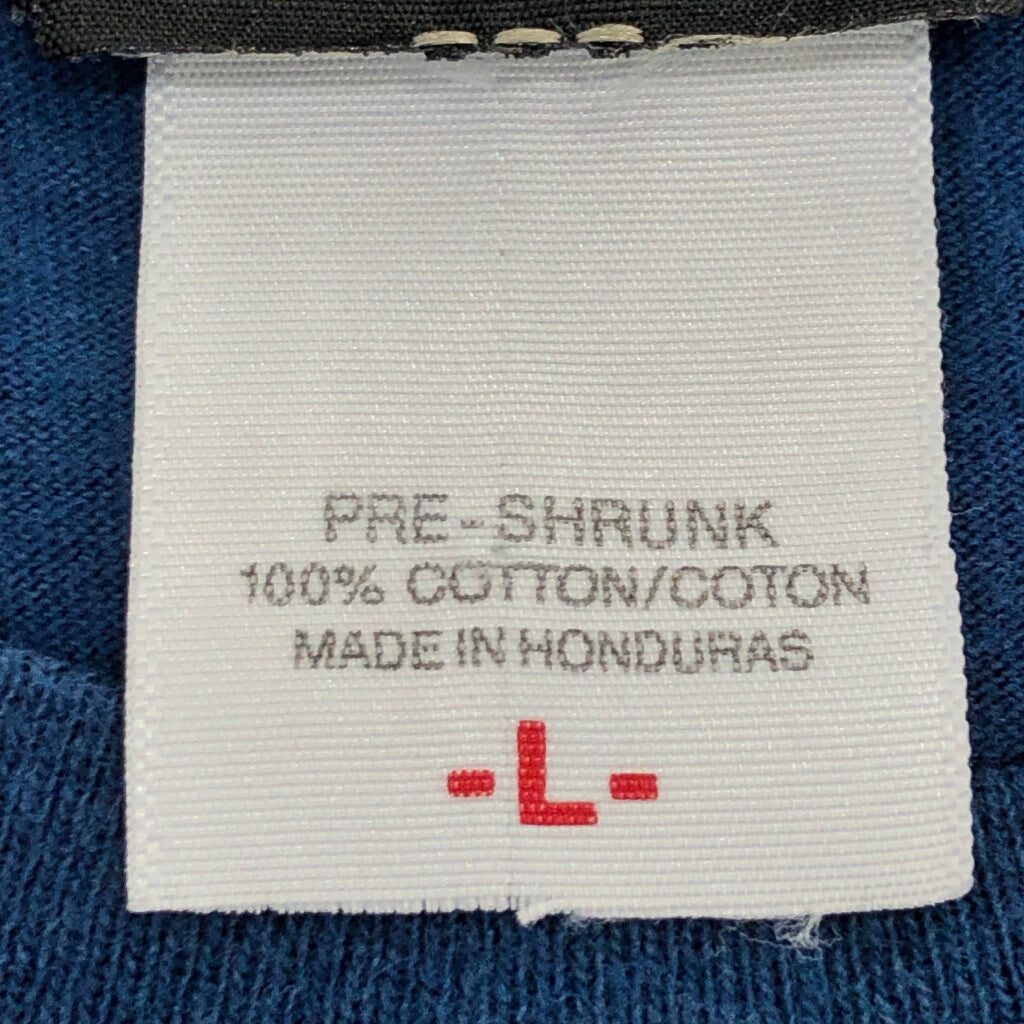 PRE-SHRUNK
100% COTTON/COTON
MADE IN HONDURAS
-L-